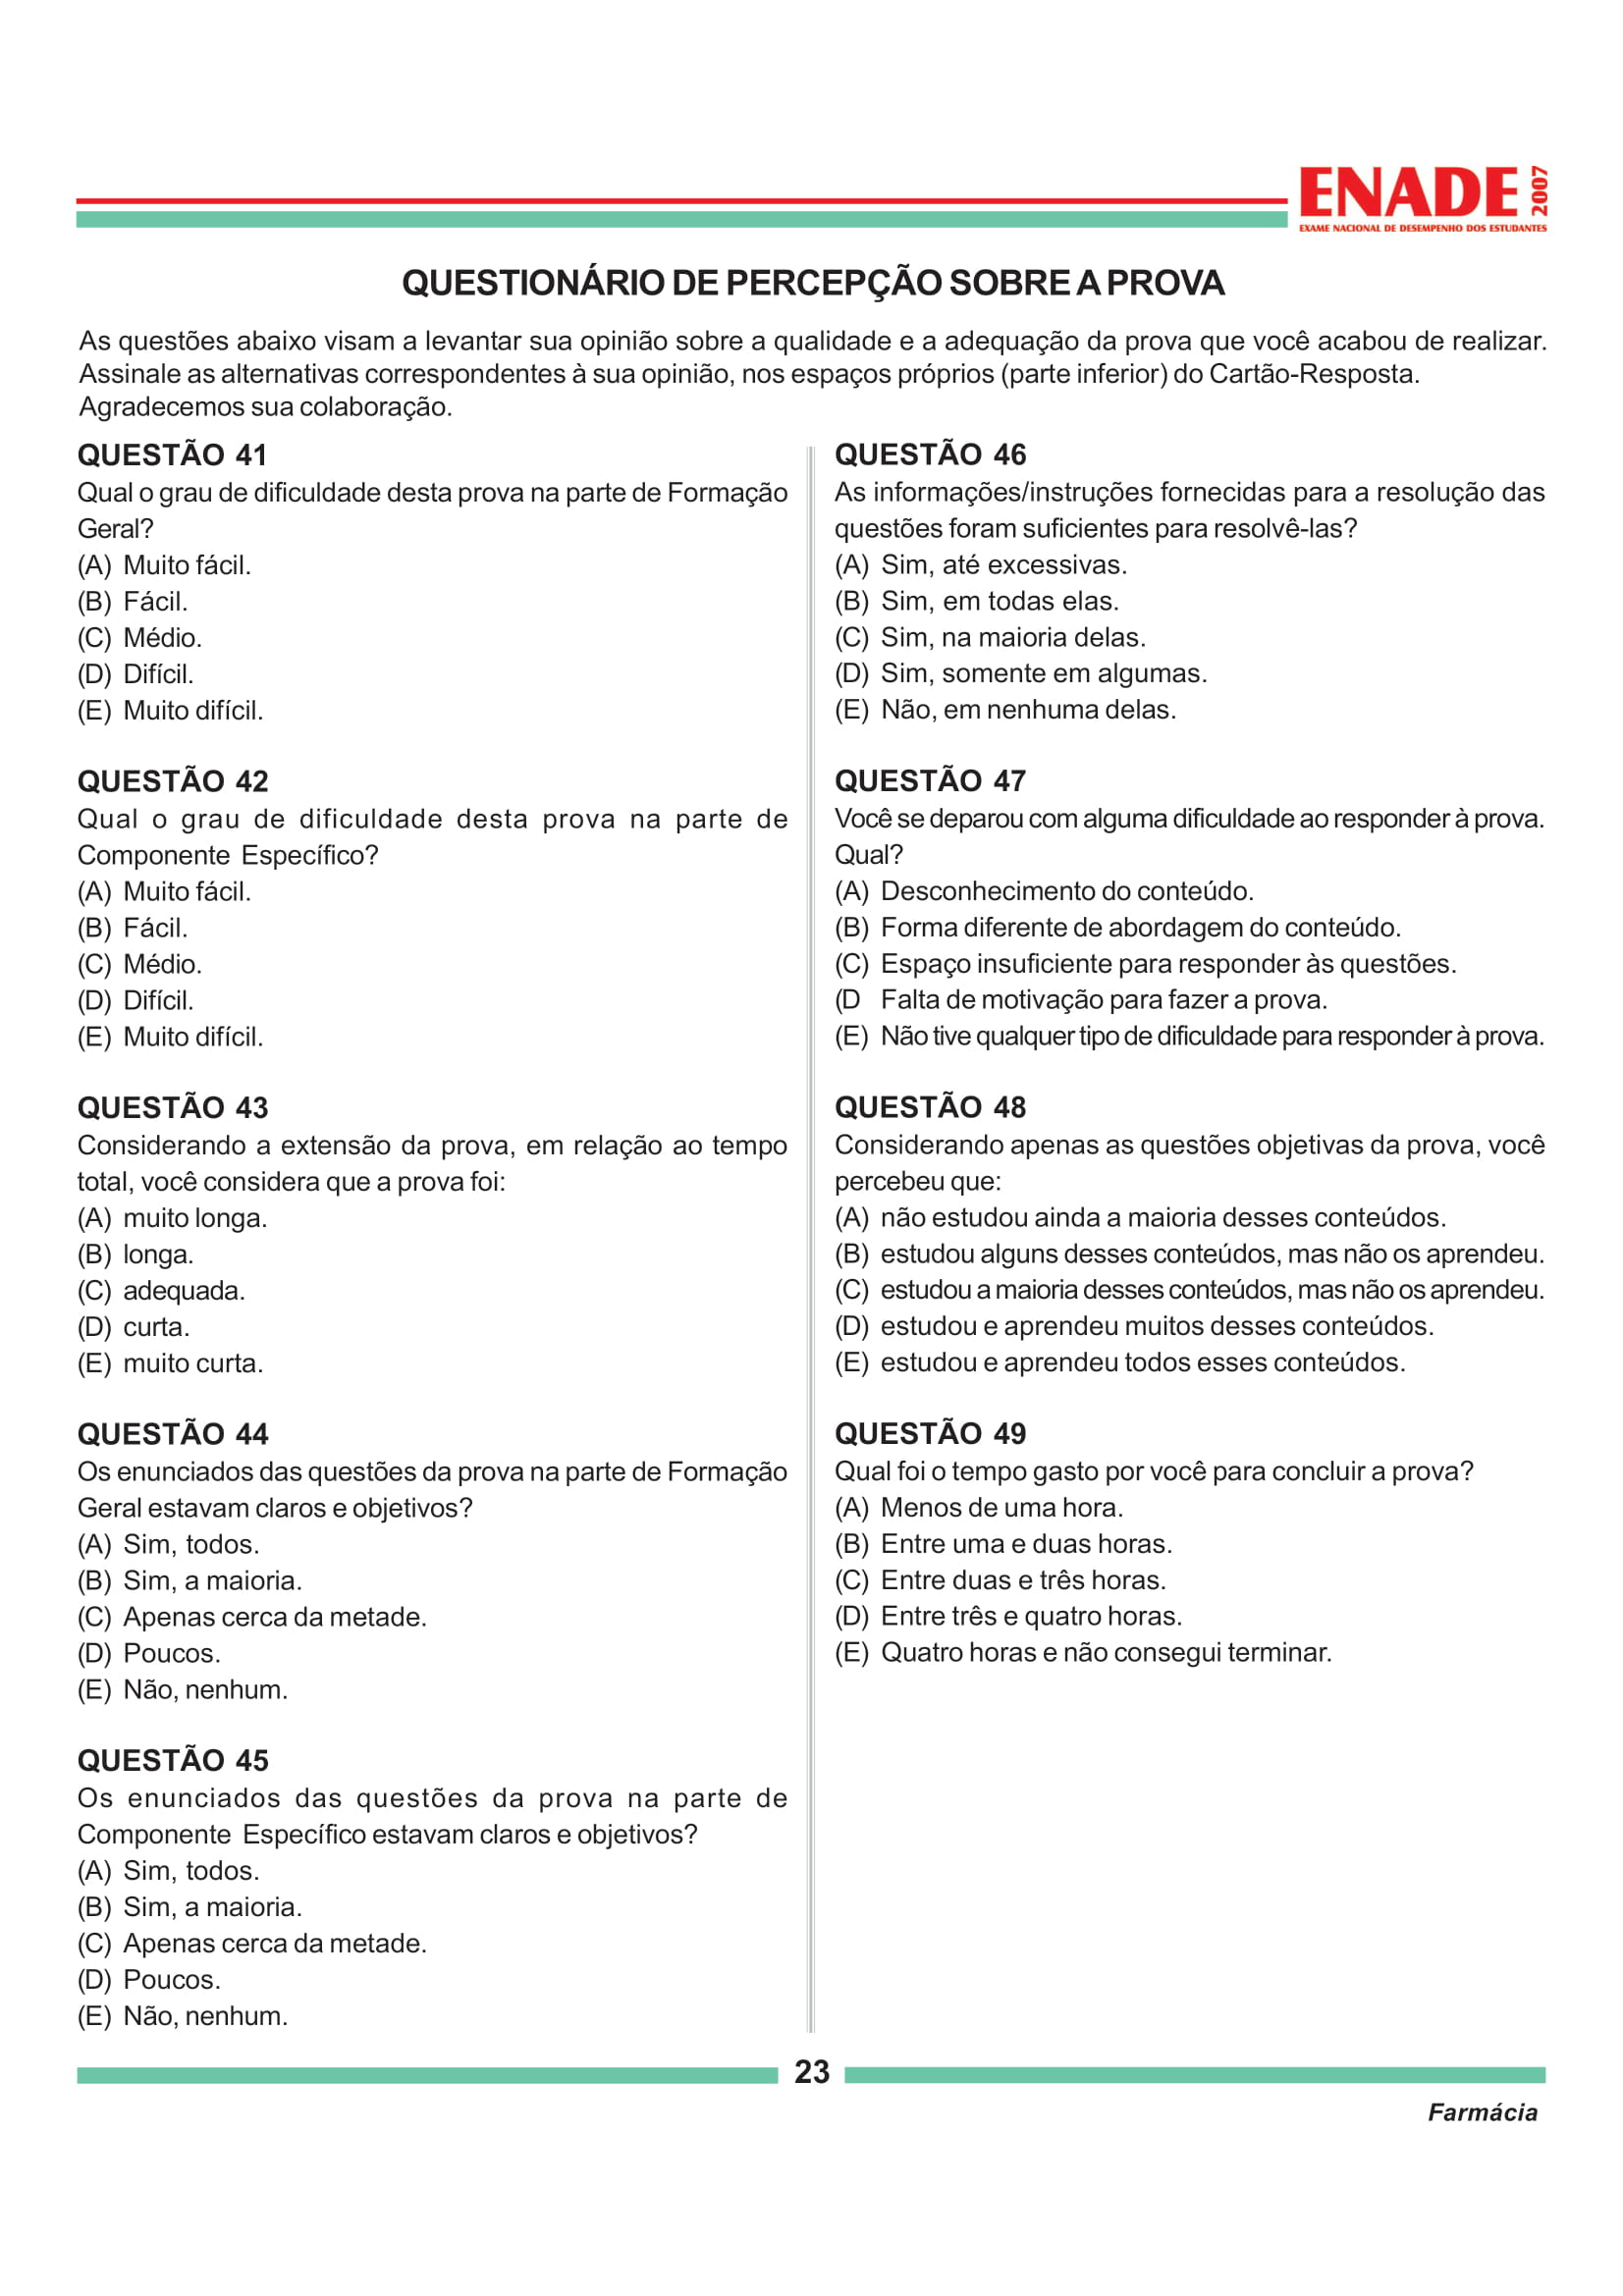 ENADE 2007
EXAME NACIONAL DE DESEMPENHO DOS ESTUDANTES
QUESTIONÁRIO DE PERCEPÇÃO SOBRE A PROVA
As questões abaixo visam a levantar sua opinião sobre a qualidade e a adequação da prova que você acabou de realizar.
Assinale as alternativas correspondentes à sua opinião, nos espaços próprios (parte inferior) do Cartão-Resposta.
Agradecemos sua colaboração.
QUESTÃO 41
Qual o grau de dificuldade desta prova na parte de Formação
Geral?
(A) Muito fácil.
(B) Fácil.
(C) Médio.
(D) Difícil.
(E) Muito difícil.
QUESTÃO 42
Qual o grau de dificuldade desta prova na parte de
Componente Específico?
(A) Muito fácil.
(B) Fácil.
(C) Médio.
(D) Difícil.
(E) Muito difícil.
QUESTÃO 43
Considerando a extensão da prova, em relação ao tempo
total, você considera que a prova foi:
(A) muito longa.
(B) longa.
(C) adequada.
(D) curta.
(E) muito curta.
QUESTÃO 44
Os enunciados das questões da prova na parte de Formação
Geral estavam claros e objetivos?
(A) Sim, todos.
(B) Sim, a maioria.
(C) Apenas cerca da metade.
(D) Poucos.
(E) Não, nenhum.
QUESTÃO 45
Os enunciados das questões da prova na parte de
Componente Específico estavam claros e objetivos?
(A) Sim, todos.
(B) Sim, a maioria.
(C) Apenas cerca da metade.
(D) Poucos.
(E) Não, nenhum.
QUESTÃO 46
As informações/instruções fornecidas para a resolução das
questões foram suficientes para resolvê-las?
(A) Sim, até excessivas.
(B) Sim, em todas elas.
(C) Sim, na maioria delas.
(D) Sim, somente em algumas.
(E) Não, em nenhuma delas.
QUESTÃO 47
Você se deparou com alguma dificuldade ao responder à prova.
Qual?
(A) Desconhecimento do conteúdo.
(B) Forma diferente de abordagem do conteúdo.
(C) Espaço insuficiente para responder às questões.
(D Falta de motivação para fazer a prova.
(E) Não tive qualquer tipo de dificuldade para responder à prova.
QUESTÃO 48
Considerando apenas as questões objetivas da prova, você
percebeu que:
(A) não estudou ainda a maioria desses conteúdos.
(B) estudou alguns desses conteúdos, mas não os aprendeu.
(C) estudou a maioria desses conteúdos, mas não os aprendeu.
(D) estudou e aprendeu muitos desses conteúdos.
(E) estudou e aprendeu todos esses conteúdos.
QUESTÃO 49
Qual foi o tempo gasto por você para concluir a prova?
(A) Menos de uma hora.
(B) Entre uma e duas horas.
(C) Entre duas e três horas.
(D) Entre três e quatro horas.
(E) Quatro horas e não consegui terminar.
23
Farmácia